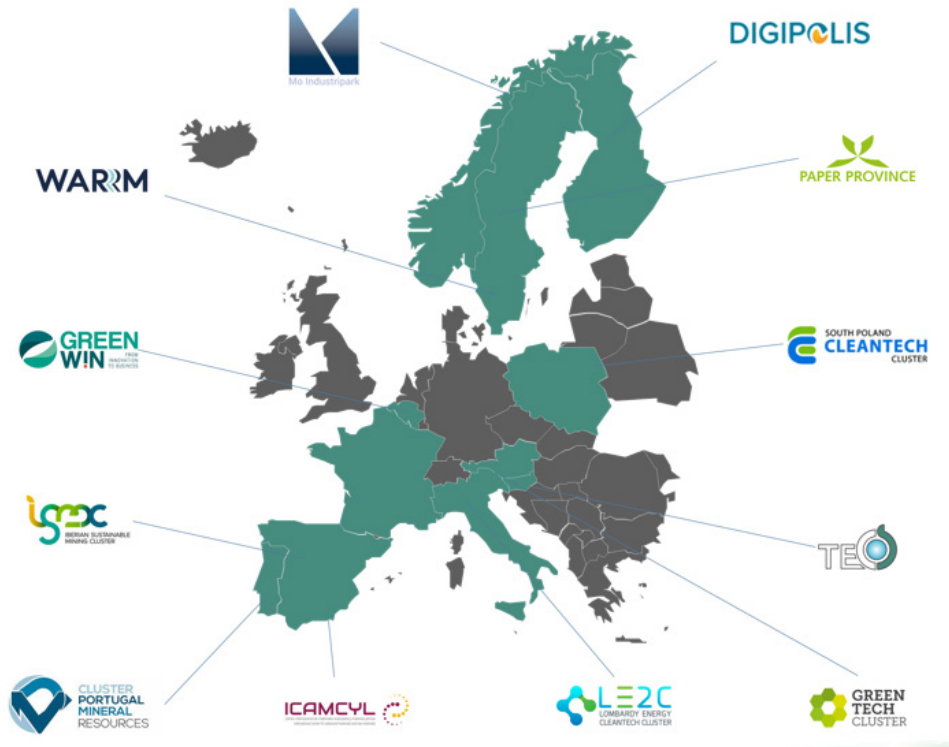 Mo Industripark
DIGIPOLIS
WARRM
PAPER PROVINCE
GREEN
WIN
FROM
INNOVATION
TO BUSINESS
SOUTH POLAND
CLEANTECH
CLUSTER
IBERIAN SUSTAINABLE
MINING CLUSTER
TECO
CLUSTER
PORTUGAL
MINERAL
RESOURCES
ICAMCYL
LE2C
LOMBARDY ENERGY
CLEANTECH CLUSTER
GREEN
TECH
CLUSTER